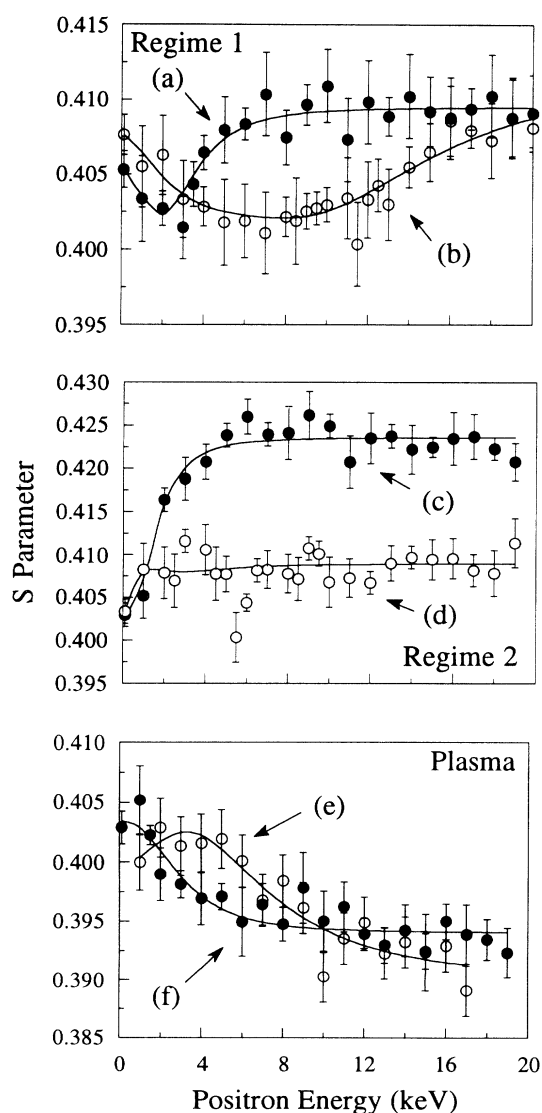 0.415
Regime 1
(a)
0.410
0.405
0.400
(b)
0.395
0.430
0.425
0.420
(c)
0.415
S Parameter
0.410
0.405
(d)
0.400
Regime 2
0.395
0.410
Plasma
0.405
(e)
0.400
0.395
0.390
(f)
0.385
0 4 8 12 16 20
Positron Energy (keV)